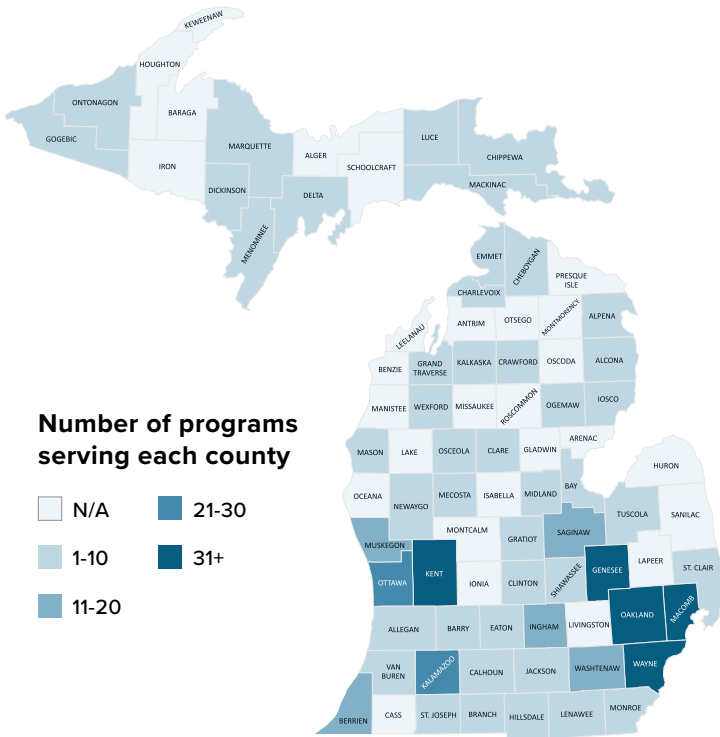 KEWEENAW
HOUGHTON
ONTONAGON
BARAGA
GOGEBIC
MARQUETTE
LUCE
ALGER
CHIPPEWA
IRON
SCHOOLCRAFT
MACKINAC
DICKINSON
DELTA
MENOMINEE
EMMET
CHEBOYGAN
PRESQUE
ISLE
CHARLEVOIX
ANTRIM
OTSEGO
MONTMORENCY
ALPENA
LEELANAU
BENZIE
GRAND
TRAVERSE
KALKASKA
CRAWFORD
OSCODA
ALCONA
MANISTEE
WEXFORD
MISSAUKEE
ROSCOMMON
OGEMAW
IOSCO
Number of programs
serving each county
N/A
21-30
1-10
31+
11-20
MASON
LAKE
OSCEOLA
CLARE
GLADWIN
ARENAC
HURON
OCEANA
NEWAYGO
MECOSTA
ISABELLA
MIDLAND
BAY
TUSCOLA
SANILAC
MUSKEGON
MONTCALM
GRATIOT
SAGINAW
OTTAWA
KENT
IONIA
CLINTON
SHIAWASSEE
GENESEE
LAPEER
ST. CLAIR
ALLEGAN
BARRY
EATON
INGHAM
LIVINGSTON
OAKLAND
MACOMB
VAN
BUREN
KALAMAZOO
CALHOUN
JACKSON
WASHTENAW
WAYNE
BERRIEN
CASS
ST. JOSEPH
BRANCH
HILLSDALE
LENAWEE
MONROE